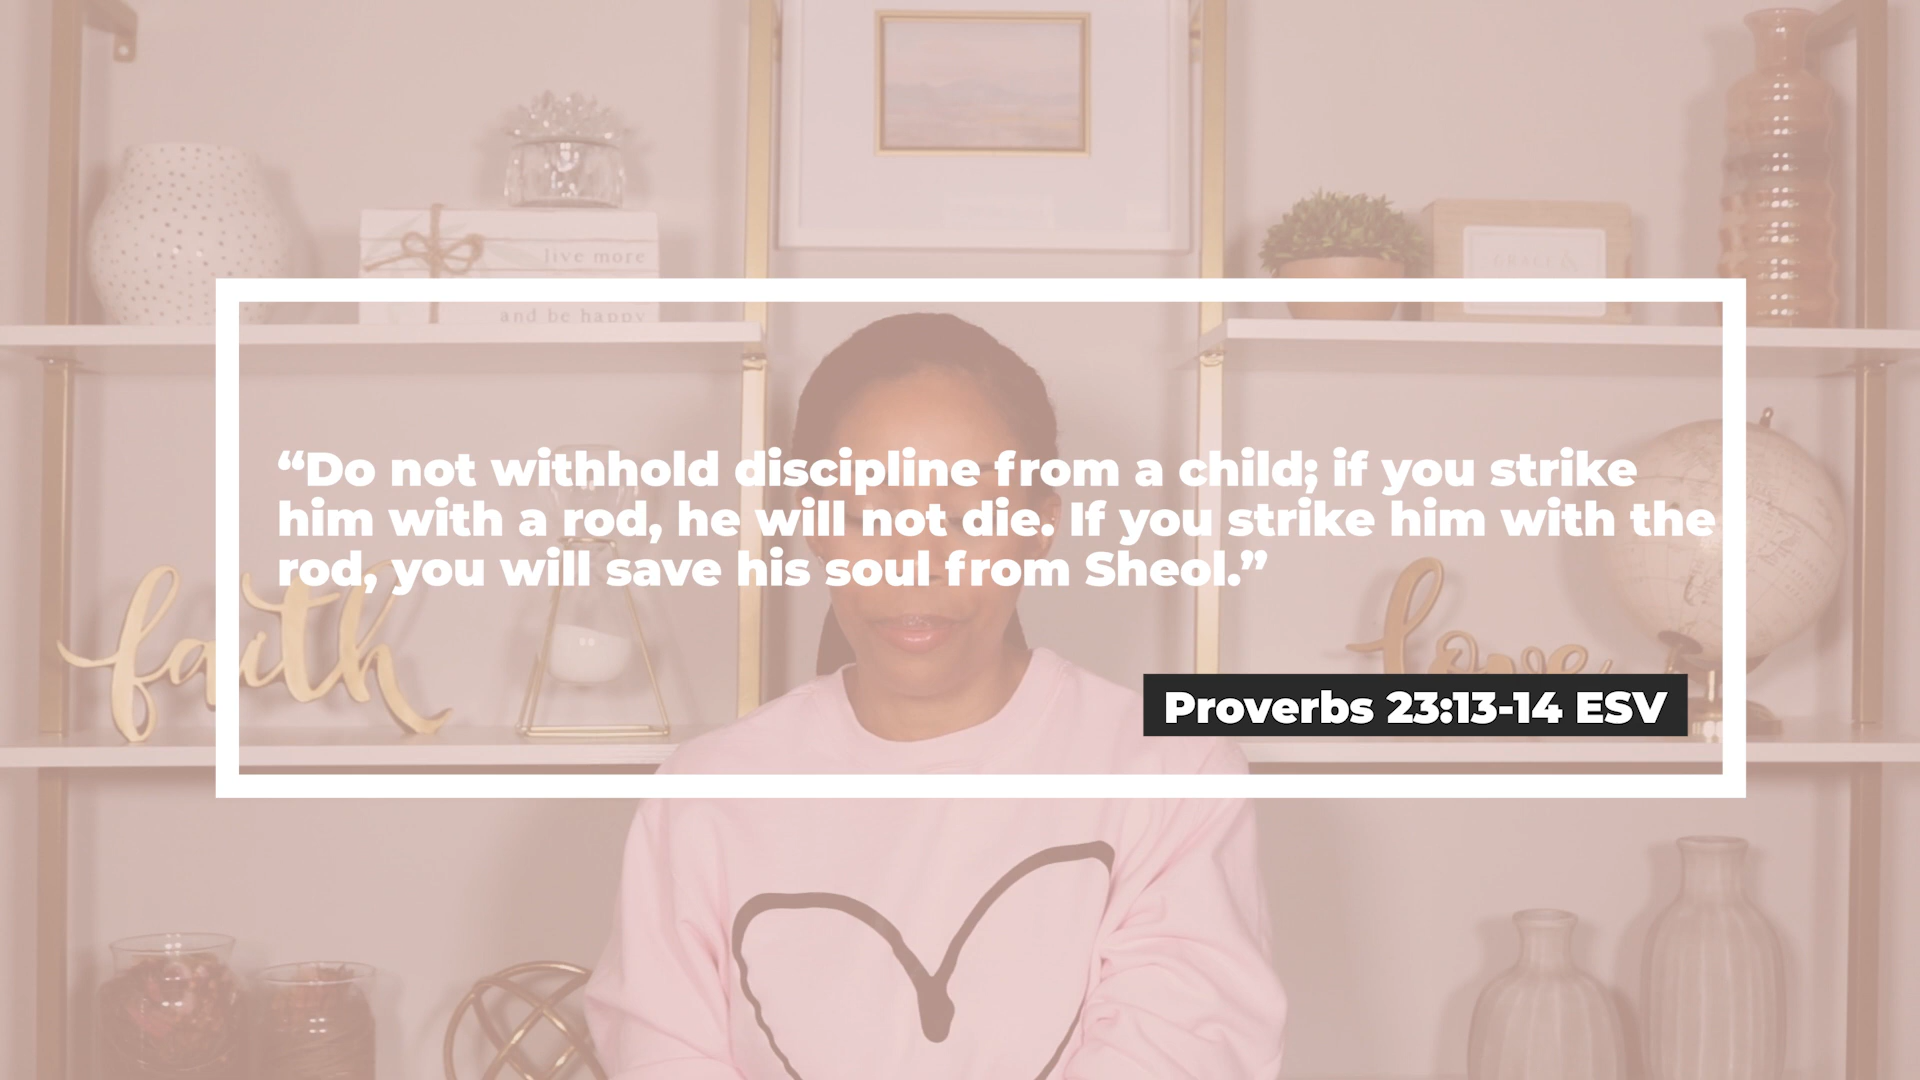 live more
and be happy
GRACE &
“Do not withhold discipline from a child; if you strike
him with a rod, he will not die. If you strike him with the
rod, you will save his soul from Sheol.”
faith
love
Proverbs 23:13-14 ESV